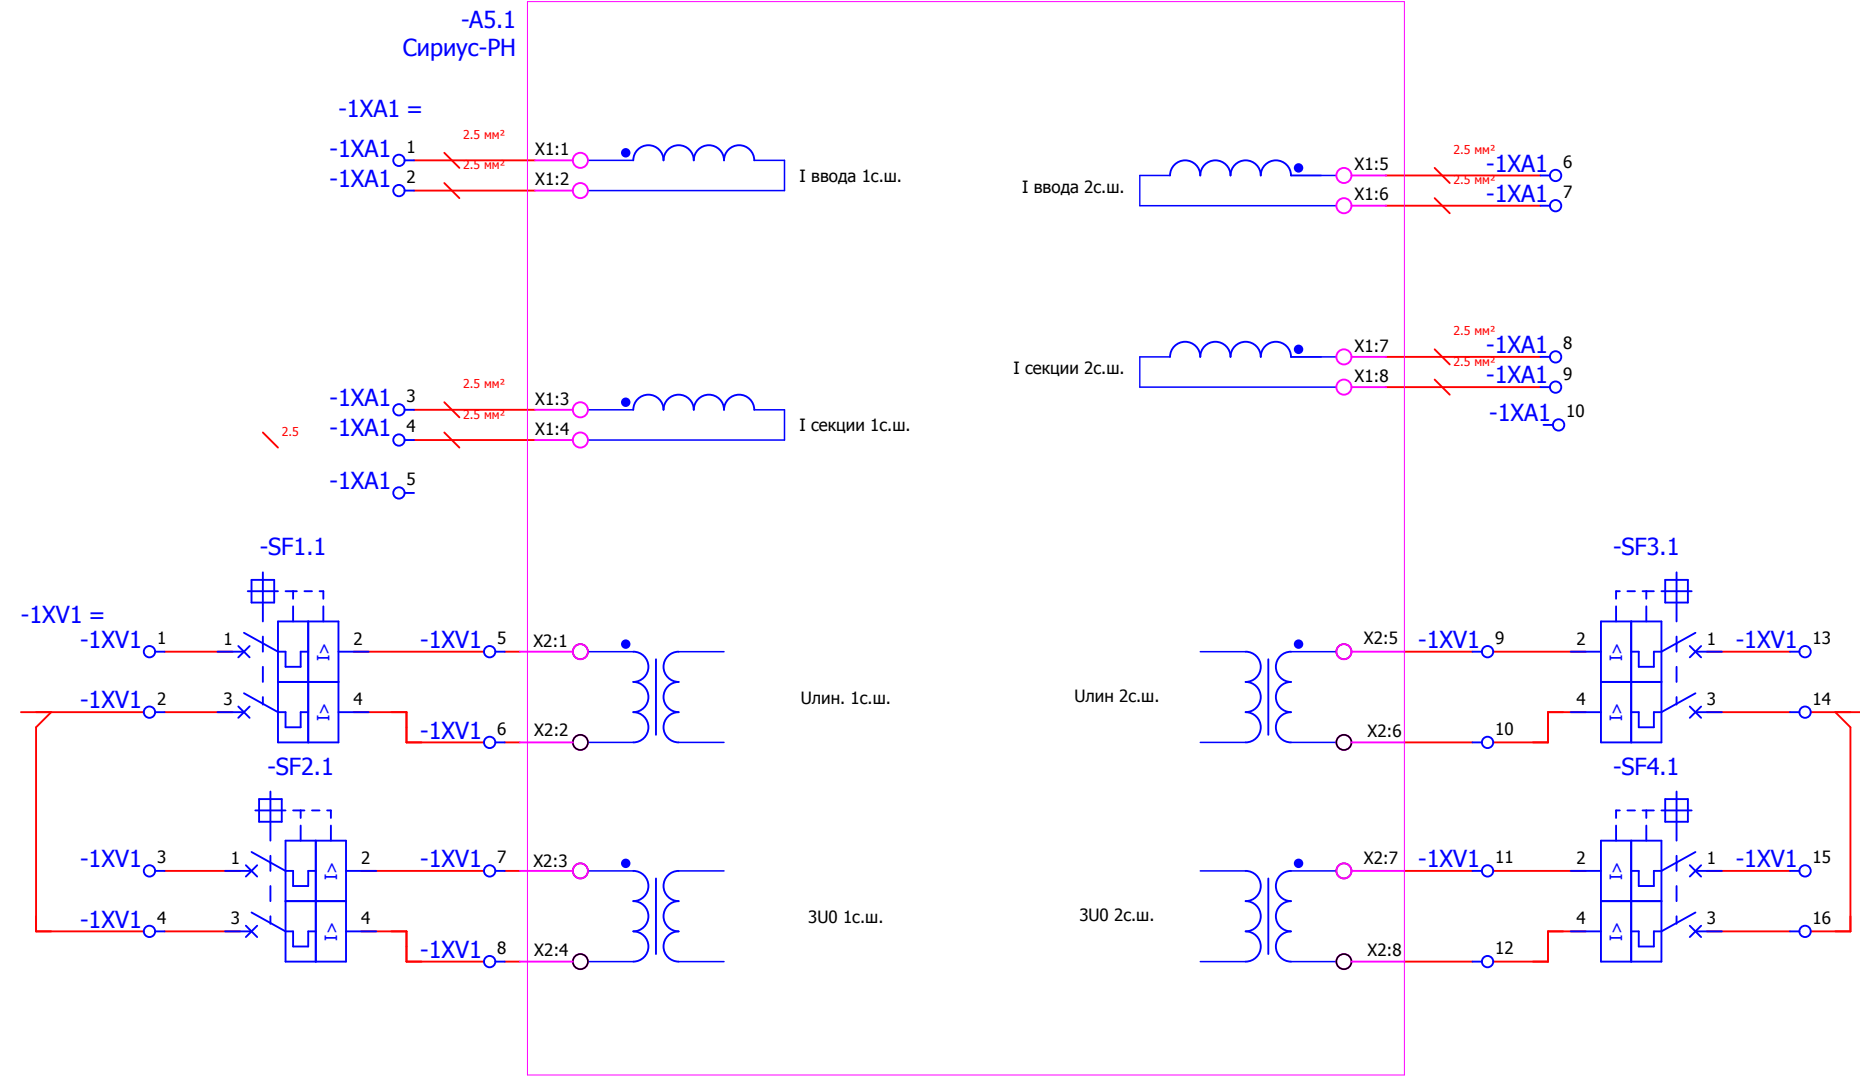 -A5.1
Сириус-РН
-1XA1 =
-1XA1 1 2.5 мм² X1:1
-1XA1 2 2.5 мм² X1:2
I ввода 1с.ш.
I ввода 2с.ш.
X1:5 2.5 мм² -1XA1 6
X1:6 2.5 мм² -1XA1 7
I секции 2с.ш.
X1:7 2.5 мм² -1XA1 8
X1:8 2.5 мм² -1XA1 9
-1XA1 10
-1XA1 3 2.5 мм² X1:3
-1XA1 4 2.5 мм² X1:4
I секции 1с.ш.
2.5
-1XA1 5
-SF1.1
-1XV1 =
-1XV1 1 1 I> 2 -1XV1 5 X2:1
-1XV1 2 3 I> 4 -1XV1 6 X2:2
Uлин. 1с.ш.
-SF2.1
-1XV1 3 1 I> 2 -1XV1 7 X2:3
-1XV1 4 3 I> 4 -1XV1 8 X2:4
3U0 1с.ш.
-SF3.1
Uлин 2с.ш.
X2:5 -1XV1 9 2 I> 1 -1XV1 13
X2:6 10 4 I> 3 14
-SF4.1
3U0 2с.ш.
X2:7 -1XV1 11 2 I> 1 -1XV1 15
X2:8 12 4 I> 3 16